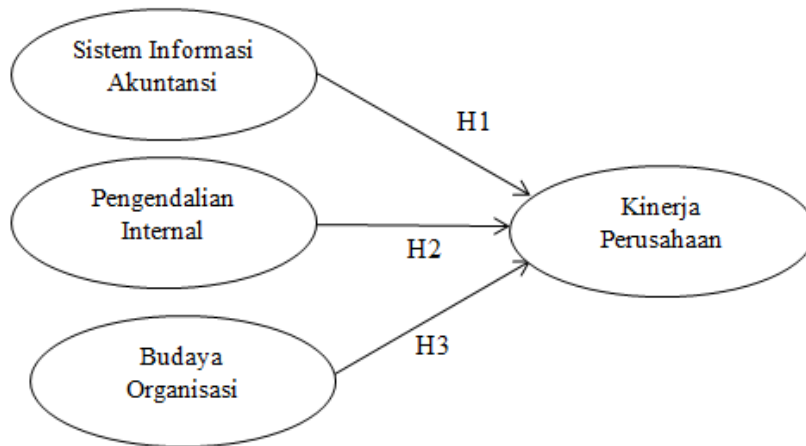 Sistem Informasi
Akuntansi
H1
Pengendalian
Internal
H2
Kinerja
Perusahaan
Budaya
Organisasi
H3